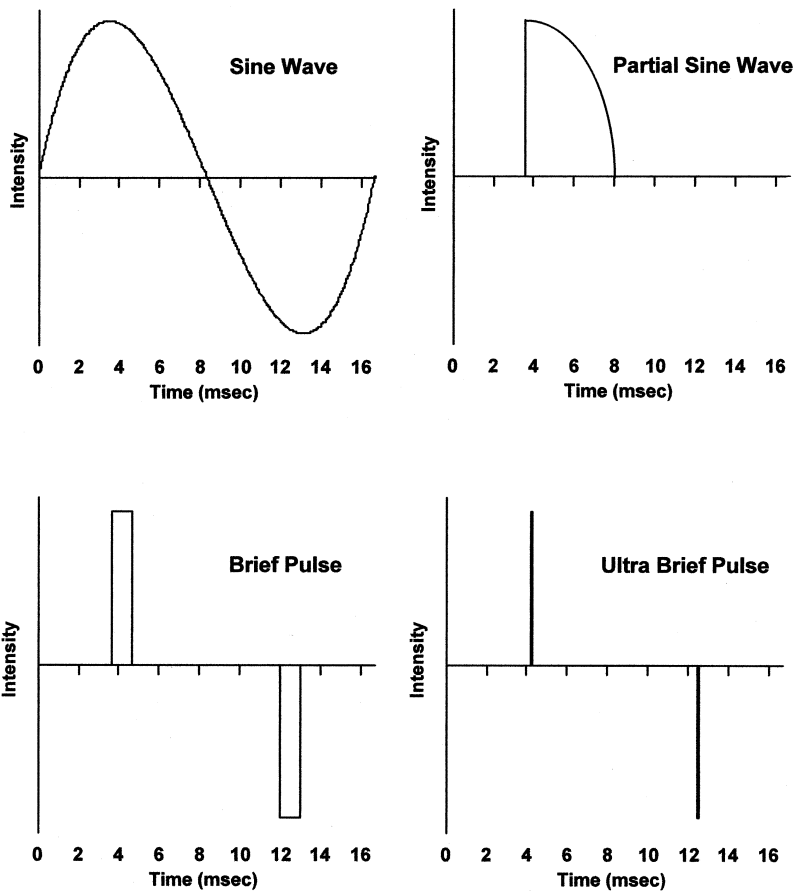 Sine Wave
Intensity
0 2 4 6 8 10 12 14 16
Time (msec)
Partial Sine Wave
Intensity
0 2 4 6 8 10 12 14 16
Time (msec)
Brief Pulse
Intensity
0 2 4 6 8 10 12 14 16
Time (msec)
Ultra Brief Pulse
Intensity
0 2 4 6 8 10 12 14 16
Time (msec)